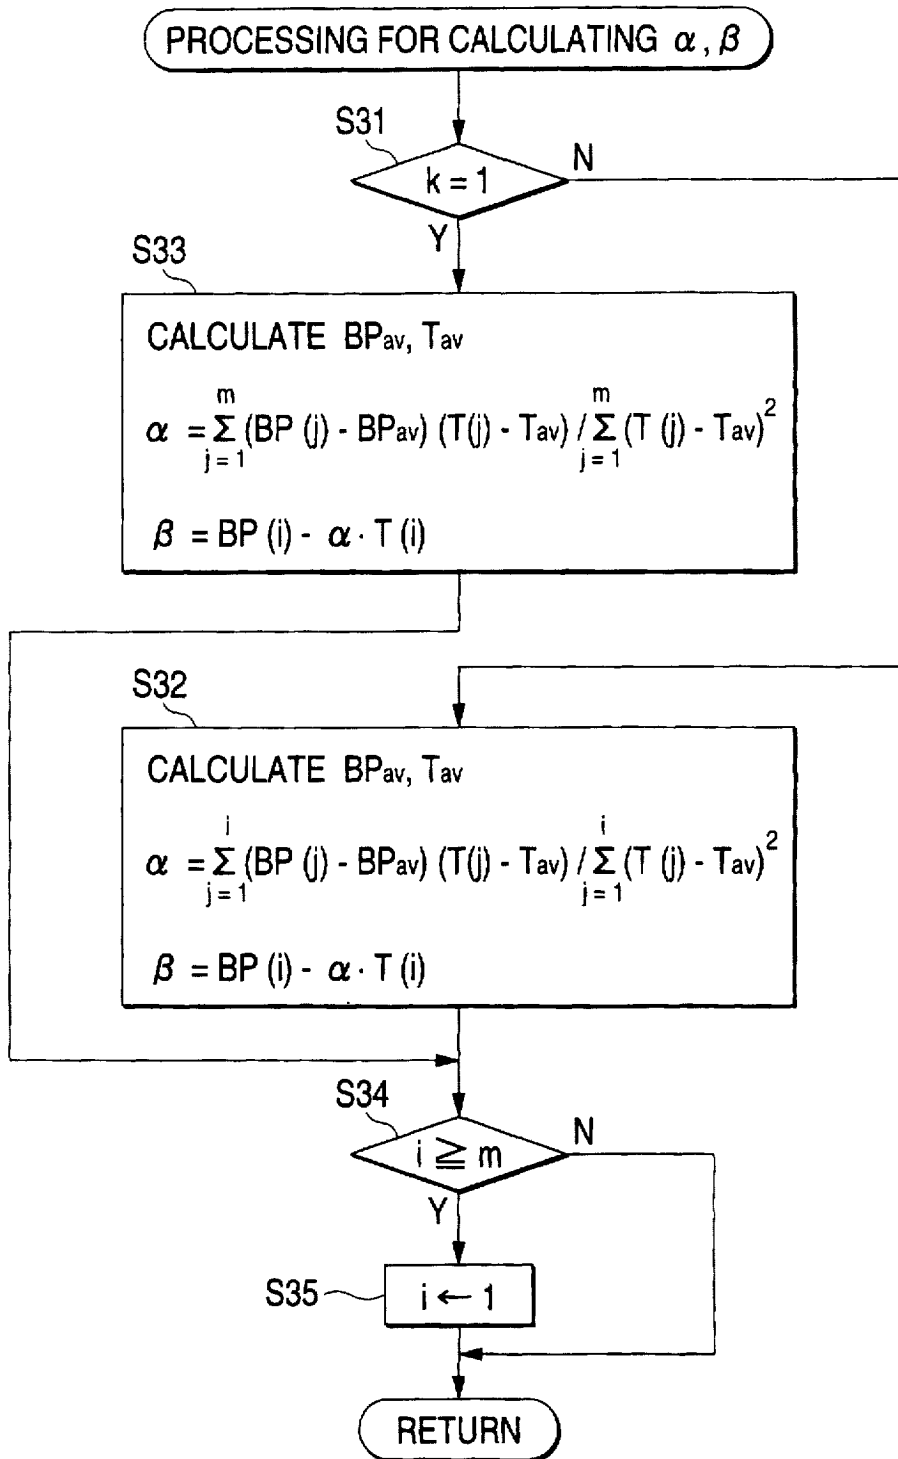 PROCESSING FOR CALCULATING α, β
S31
k = 1
N
Y
S33
CALCULATE BPav, Tav
α = Σ(j=1, m) (BP (j) - BPav) (T(j) - Tav) / Σ(j=1, m) (T (j) - Tav)²
β = BP (i) - α · T (i)
S32
CALCULATE BPav, Tav
α = Σ(j=1, i) (BP (j) - BPav) (T(j) - Tav) / Σ(j=1, i) (T (j) - Tav)²
β = BP (i) - α · T (i)
S34
i ≧ m
N
Y
S35
i ← 1
RETURN